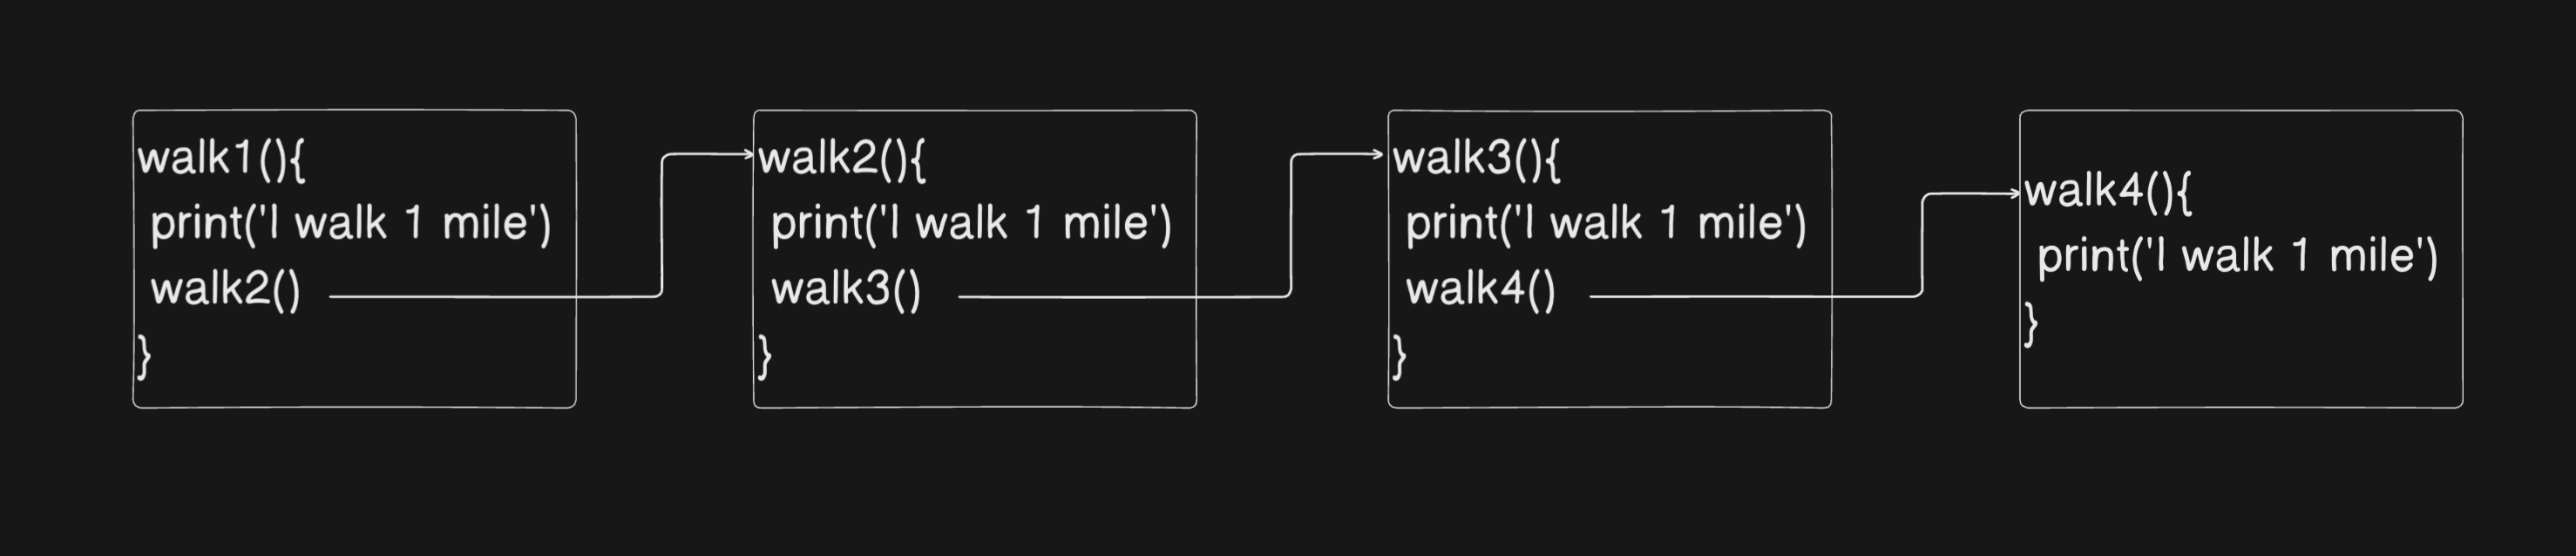 walk1(){
print('I walk 1 mile')
walk2()
}
walk2(){
print('I walk 1 mile')
walk3()
}
walk3(){
print('I walk 1 mile')
walk4()
}
walk4(){
print('I walk 1 mile')
}